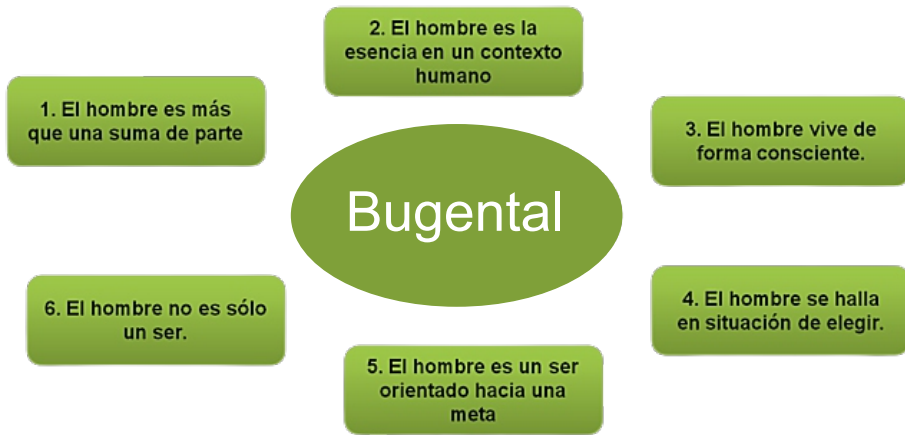 2. El hombre es la
esencia en un contexto
humano
1. El hombre es más
que una suma de parte
3. El hombre vive de
forma consciente.
Bugental
6. El hombre no es sólo
un ser.
4. El hombre se halla
en situación de elegir.
5. El hombre es un ser
orientado hacia una
meta